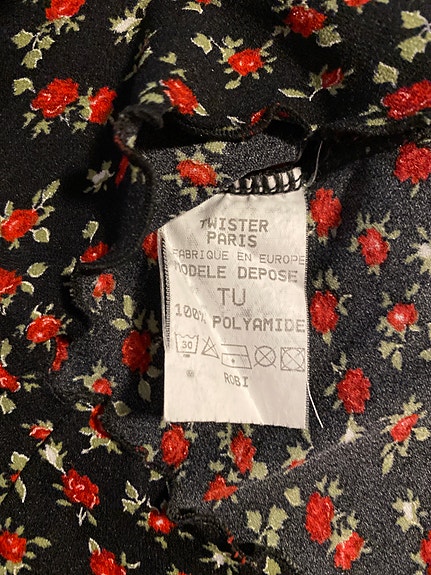 TWISTER
PARIS
FABRIQUE EN EUROPE
MODELE DEPOSE
TU
100% POLYAMIDE
30
ROBI